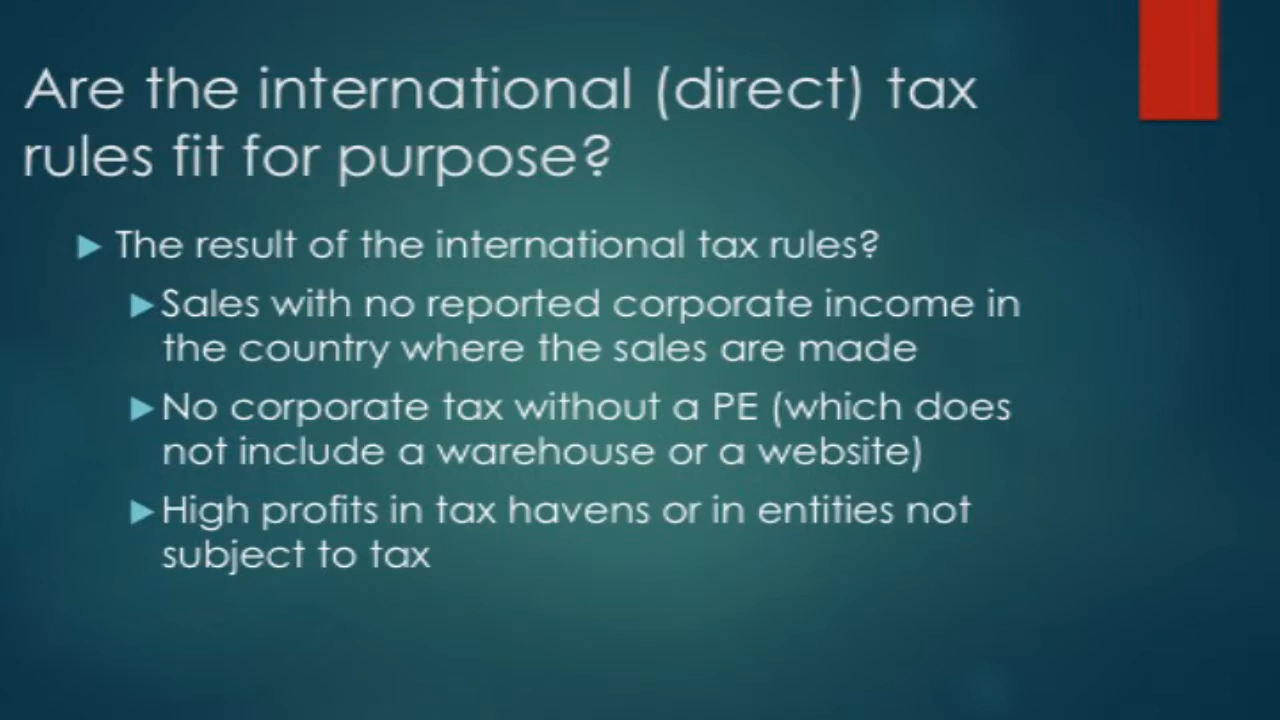 Are the international (direct) tax
rules fit for purpose?
The result of the international tax rules?
Sales with no reported corporate income in
the country where the sales are made
No corporate tax without a PE (which does
not include a warehouse or a website)
High profits in tax havens or in entities not
subject to tax